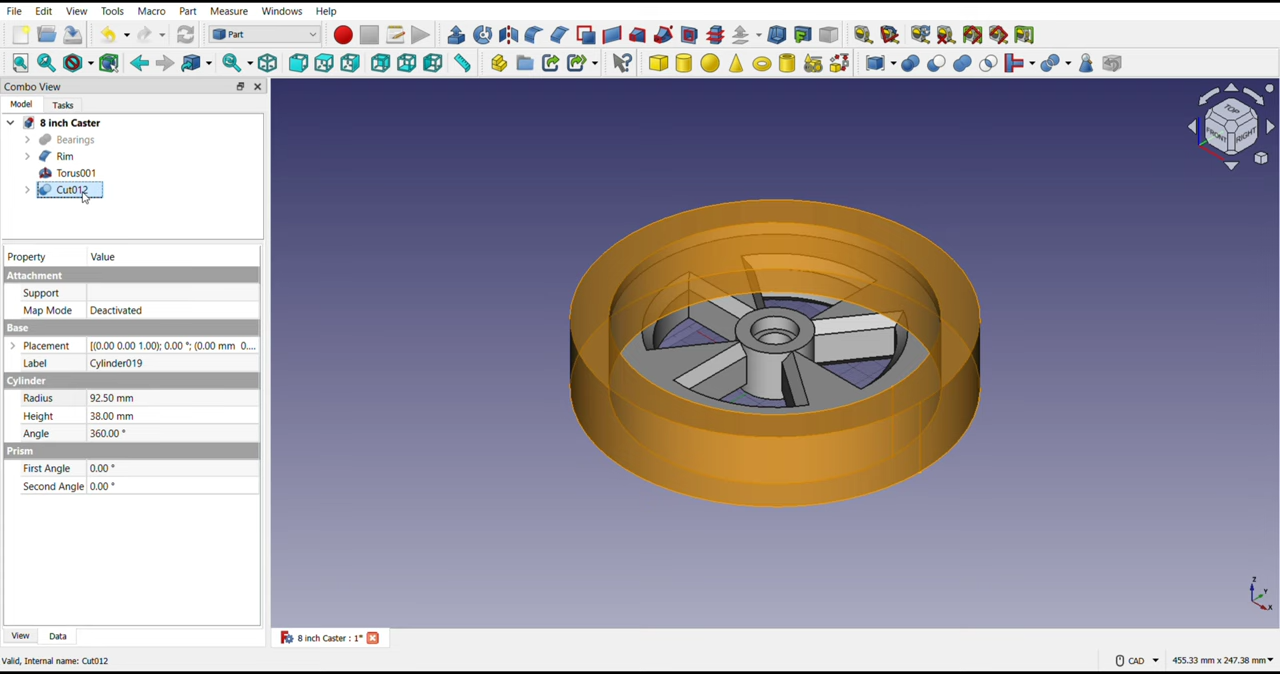 File Edit View Tools Macro Part Measure Windows Help
Part
Combo View
Model Tasks
8 inch Caster
Bearings
Rim
Torus001
Cut012
Property Value
Attachment
Support
Map Mode Deactivated
Base
Placement [(0.00 0.00 1.00); 0.00 °; (0.00 mm 0....
Label Cylinder019
Cylinder
Radius 92.50 mm
Height 38.00 mm
Angle 360.00 °
Prism
First Angle 0.00 °
Second Angle 0.00 °
TOP
FRONT RIGHT
Z
Y
X
View Data
8 inch Caster : 1*
Valid, Internal name: Cut012
CAD 455.33 mm x 247.38 mm